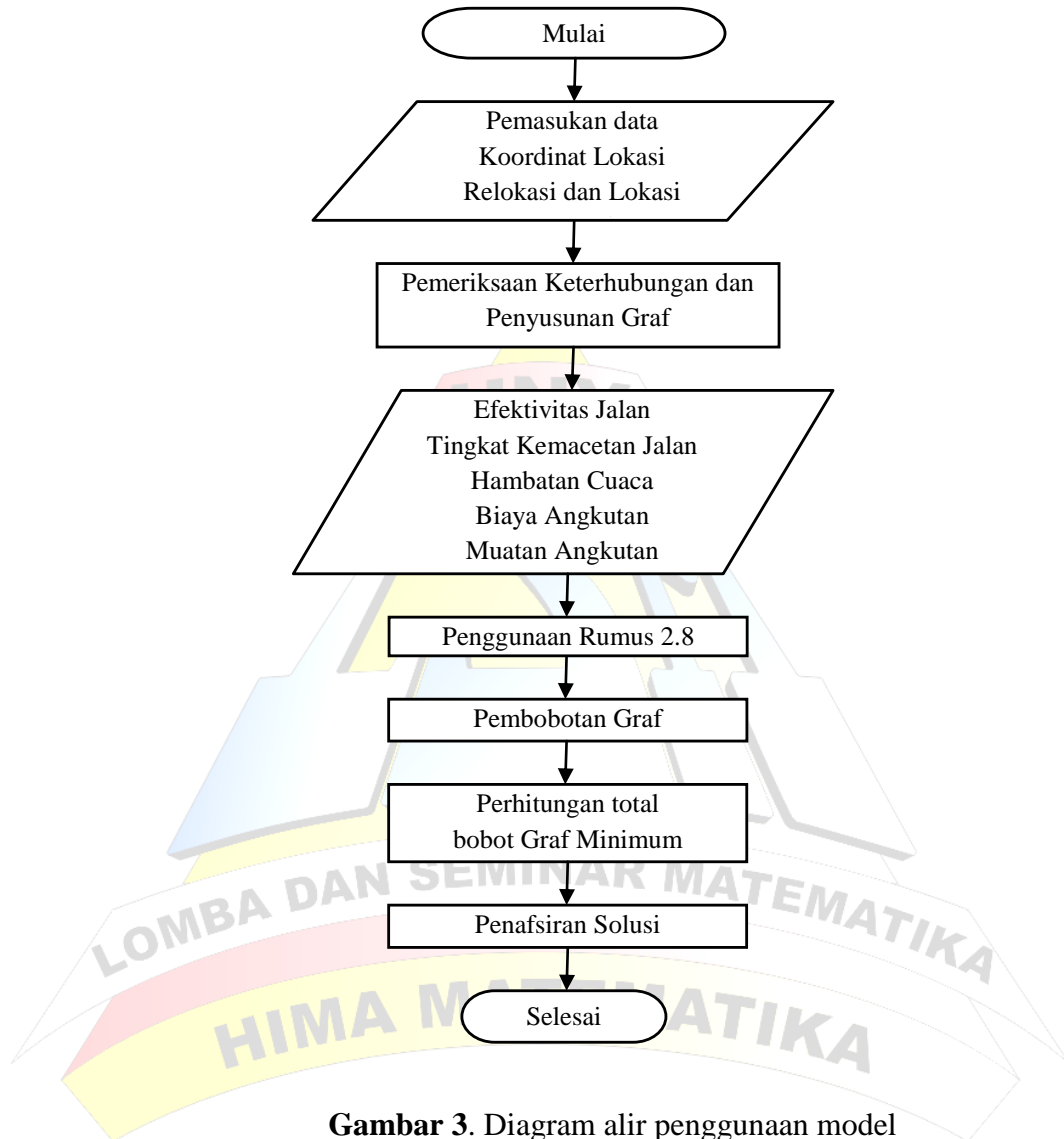 Mulai
Pemasukan data
Koordinat Lokasi
Relokasi dan Lokasi
Pemeriksaan Keterhubungan dan
Penyusunan Graf
Efektivitas Jalan
Tingkat Kemacetan Jalan
Hambatan Cuaca
Biaya Angkutan
Muatan Angkutan
Penggunaan Rumus 2.8
Pembobotan Graf
Perhitungan total
bobot Graf Minimum
LOMBA DAN SEMINAR MATEMATIKA
Penafsiran Solusi
HIMA MATEMATIKA
Selesai
Gambar 3. Diagram alir penggunaan model